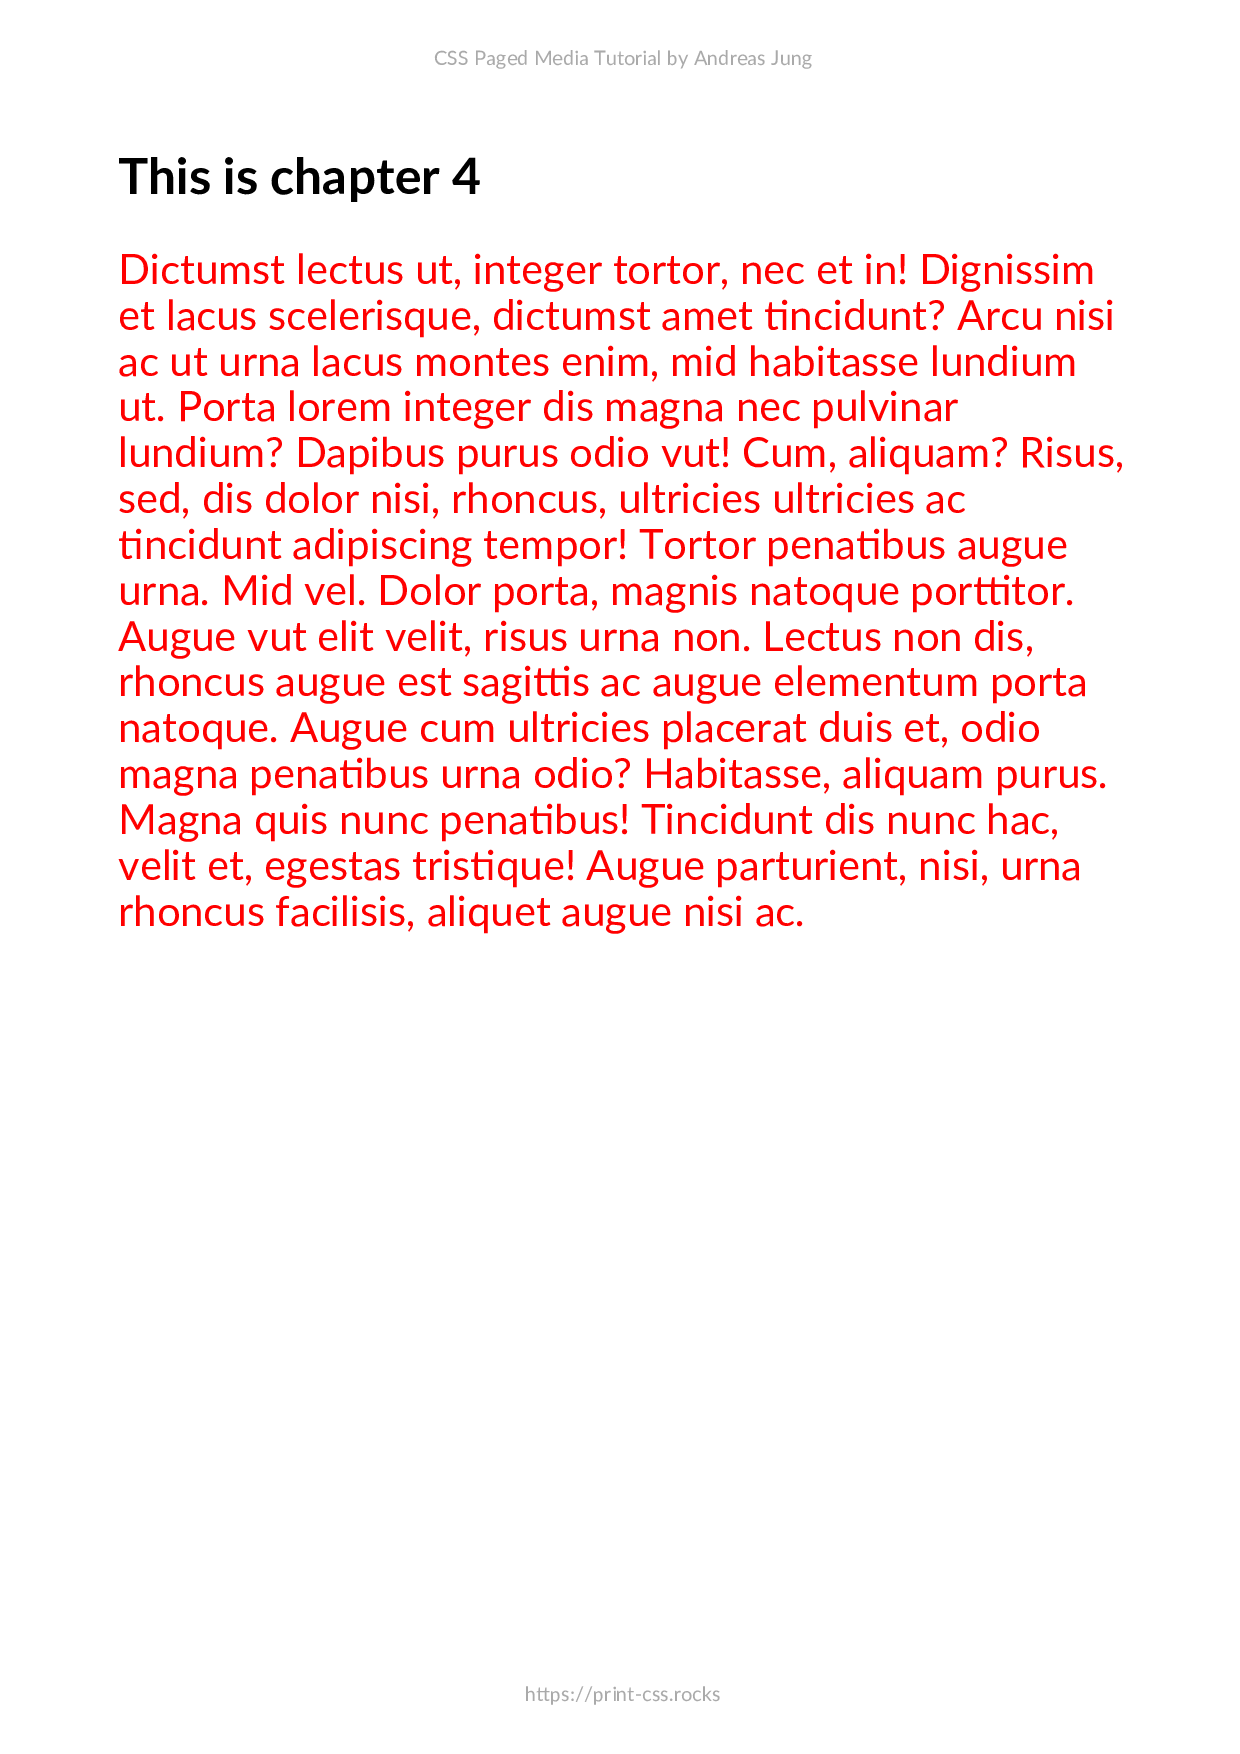 CSS Paged Media Tutorial by Andreas Jung
This is chapter 4
Dictumst lectus ut, integer tortor, nec et in! Dignissim
et lacus scelerisque, dictumst amet tincidunt? Arcu nisi
ac ut urna lacus montes enim, mid habitasse lundium
ut. Porta lorem integer dis magna nec pulvinar
lundium? Dapibus purus odio vut! Cum, aliquam? Risus,
sed, dis dolor nisi, rhoncus, ultricies ultricies ac
tincidunt adipiscing tempor! Tortor penatibus augue
urna. Mid vel. Dolor porta, magnis natoque porttitor.
Augue vut elit velit, risus urna non. Lectus non dis,
rhoncus augue est sagittis ac augue elementum porta
natoque. Augue cum ultricies placerat duis et, odio
magna penatibus urna odio? Habitasse, aliquam purus.
Magna quis nunc penatibus! Tincidunt dis nunc hac,
velit et, egestas tristique! Augue parturient, nisi, urna
rhoncus facilisis, aliquet augue nisi ac.
https://print-css.rocks